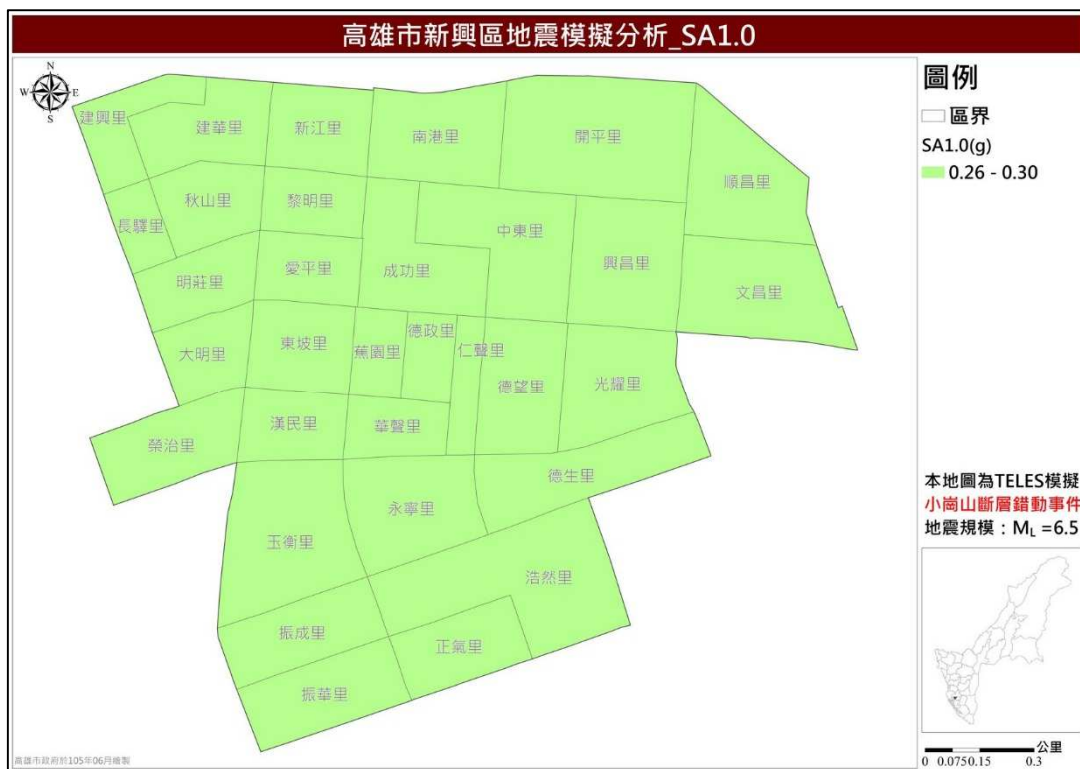 高雄市新興區地震模擬分析_SA1.0
N
W
E
S
建興里
建華里
新江里
南港里
開平里
順昌里
長驛里
秋山里
黎明里
中東里
興昌里
文昌里
明莊里
愛平里
成功里
大明里
東坡里
蕉園里
德政里
仁聲里
德望里
光耀里
榮治里
漢民里
華聲里
德生里
永寧里
玉衡里
浩然里
振成里
正氣里
振華里
圖例
區界
SA1.0(g)
0.26 - 0.30
本地圖為TELES模擬
小崗山斷層錯動事件
地震規模：ML =6.5
公里
0 0.075 0.15 0.3
高雄市政府於105年06月繪製